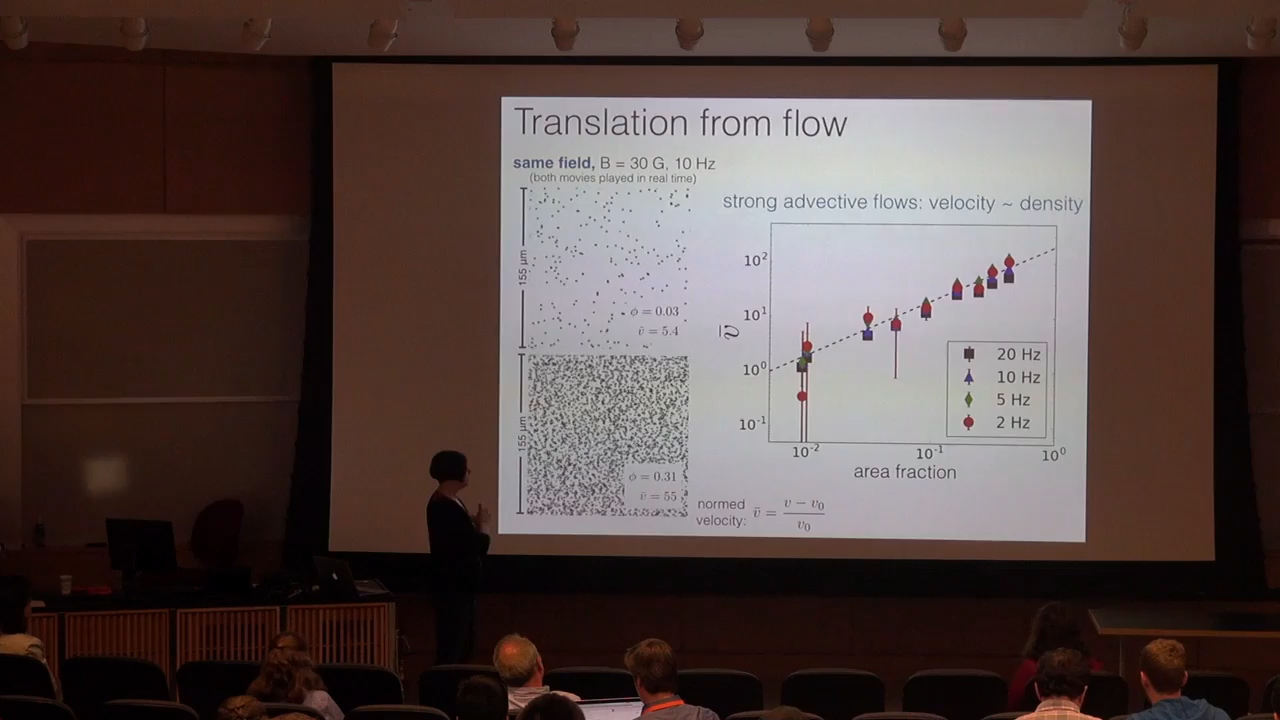 Translation from flow
same field, B = 30 G, 10 Hz
(both movies played in real time)
155 μm
ϕ = 0.03
ṽ = 5.4
155 μm
ϕ = 0.31
ṽ = 55
strong advective flows: velocity ~ density
10²
10¹
10⁰
10⁻¹
ṽ
20 Hz
10 Hz
5 Hz
2 Hz
10⁻² 10⁻¹ 10⁰
area fraction
normed velocity: ṽ = (v − v₀) / v₀